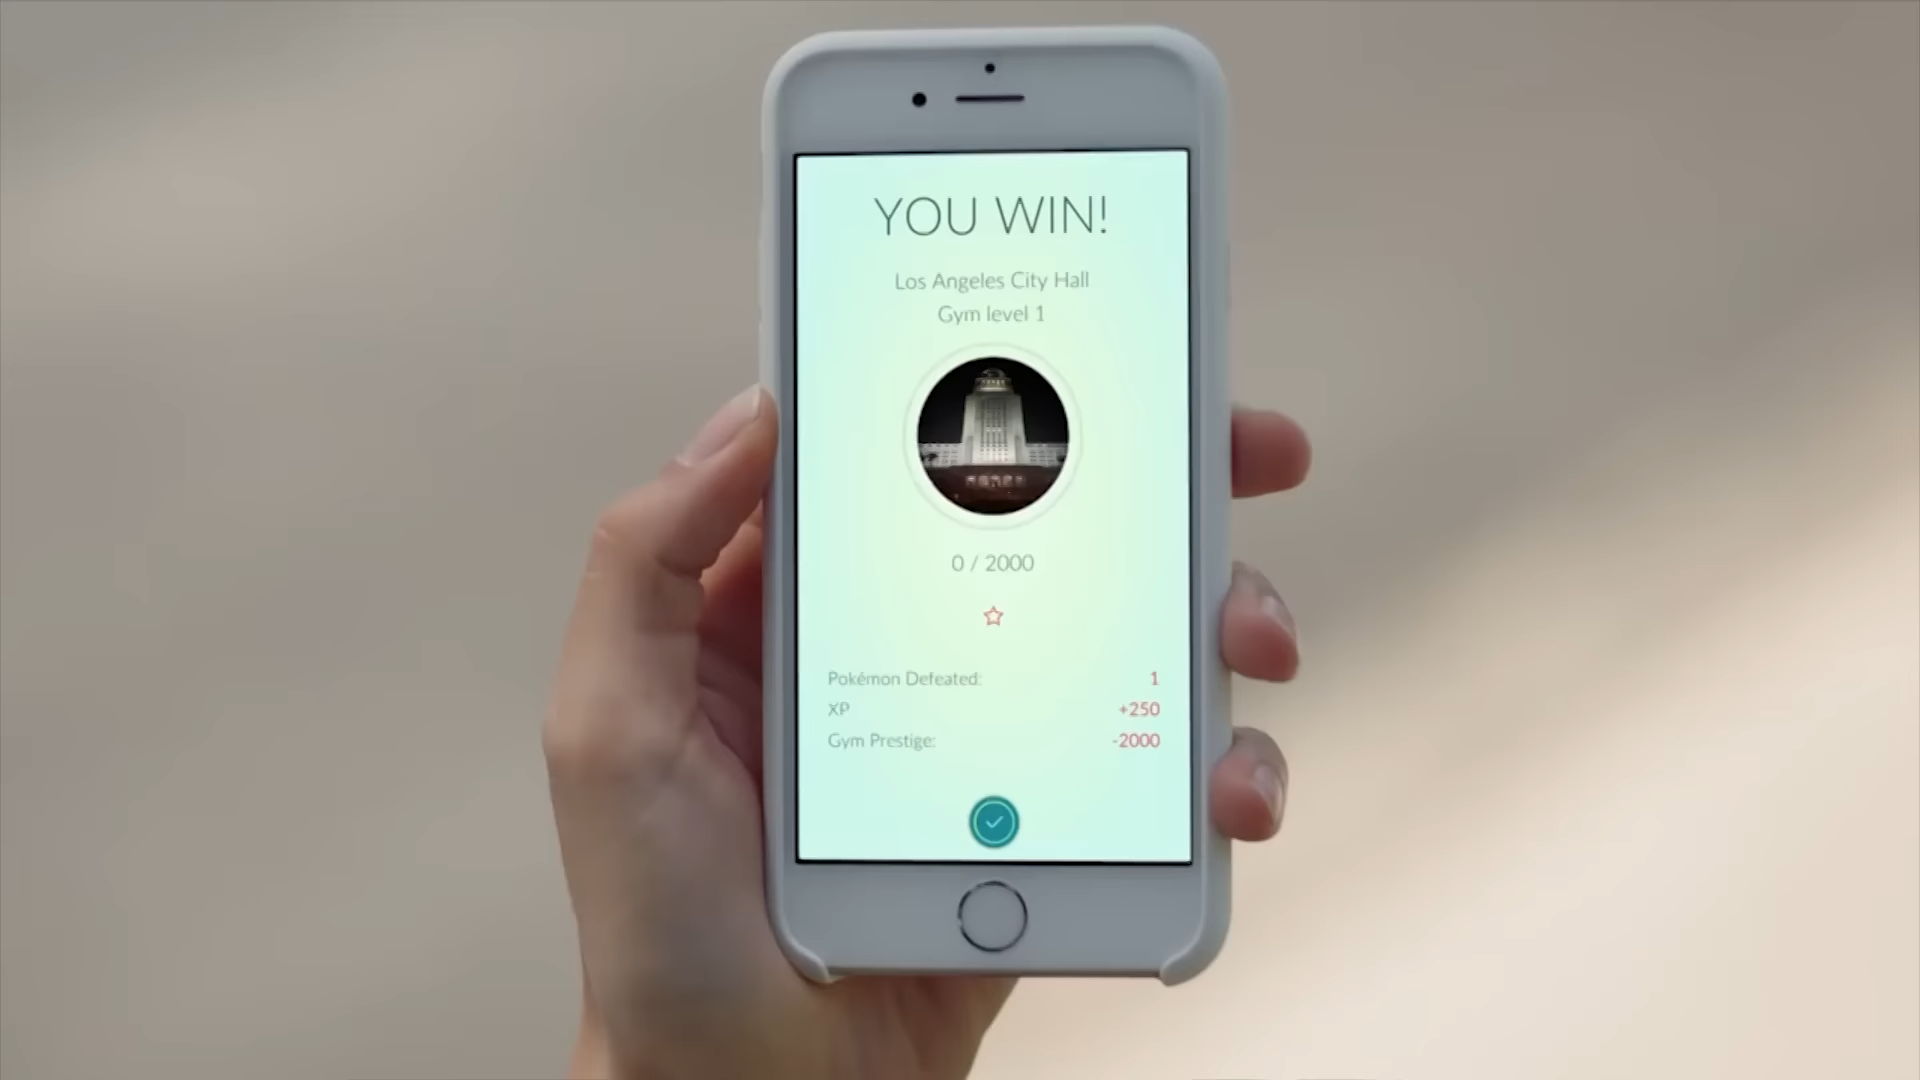 YOU WIN!
Los Angeles City Hall
Gym level 1
0 / 2000
Pokémon Defeated: 1
XP +250
Gym Prestige: -2000